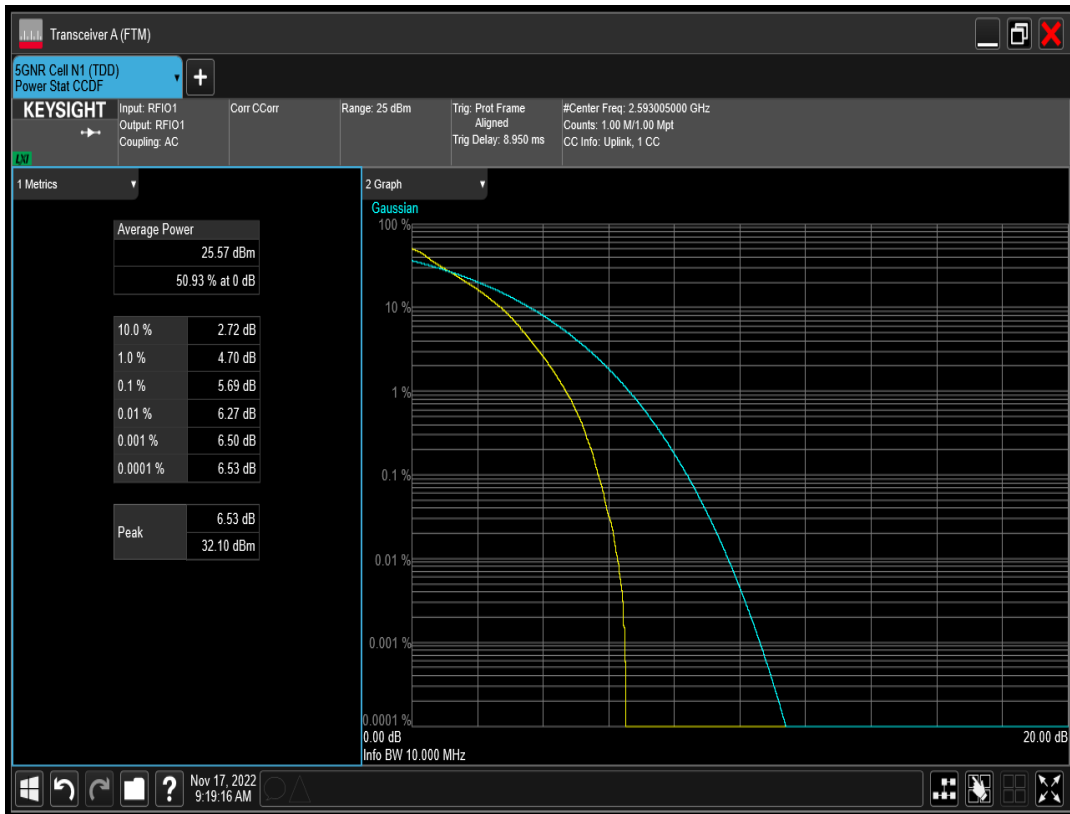 Transceiver A (FTM)
5GNR Cell N1 (TDD)
Power Stat CCDF
+
KEYSIGHT
LXI
Input: RFIO1
Output: RFIO1
Coupling: AC
Corr CCorr
Range: 25 dBm
Trig: Prot Frame
Aligned
Trig Delay: 8.950 ms
#Center Freq: 2.593005000 GHz
Counts: 1.00 M/1.00 Mpt
CC Info: Uplink, 1 CC
1 Metrics
Average Power
25.57 dBm
50.93 % at 0 dB
10.0 % 2.72 dB
1.0 % 4.70 dB
0.1 % 5.69 dB
0.01 % 6.27 dB
0.001 % 6.50 dB
0.0001 % 6.53 dB
Peak
6.53 dB
32.10 dBm
2 Graph
Gaussian
100 %
10 %
1 %
0.1 %
0.01 %
0.001 %
0.0001 %
0.00 dB 20.00 dB
Info BW 10.000 MHz
?
Nov 17, 2022
9:19:16 AM